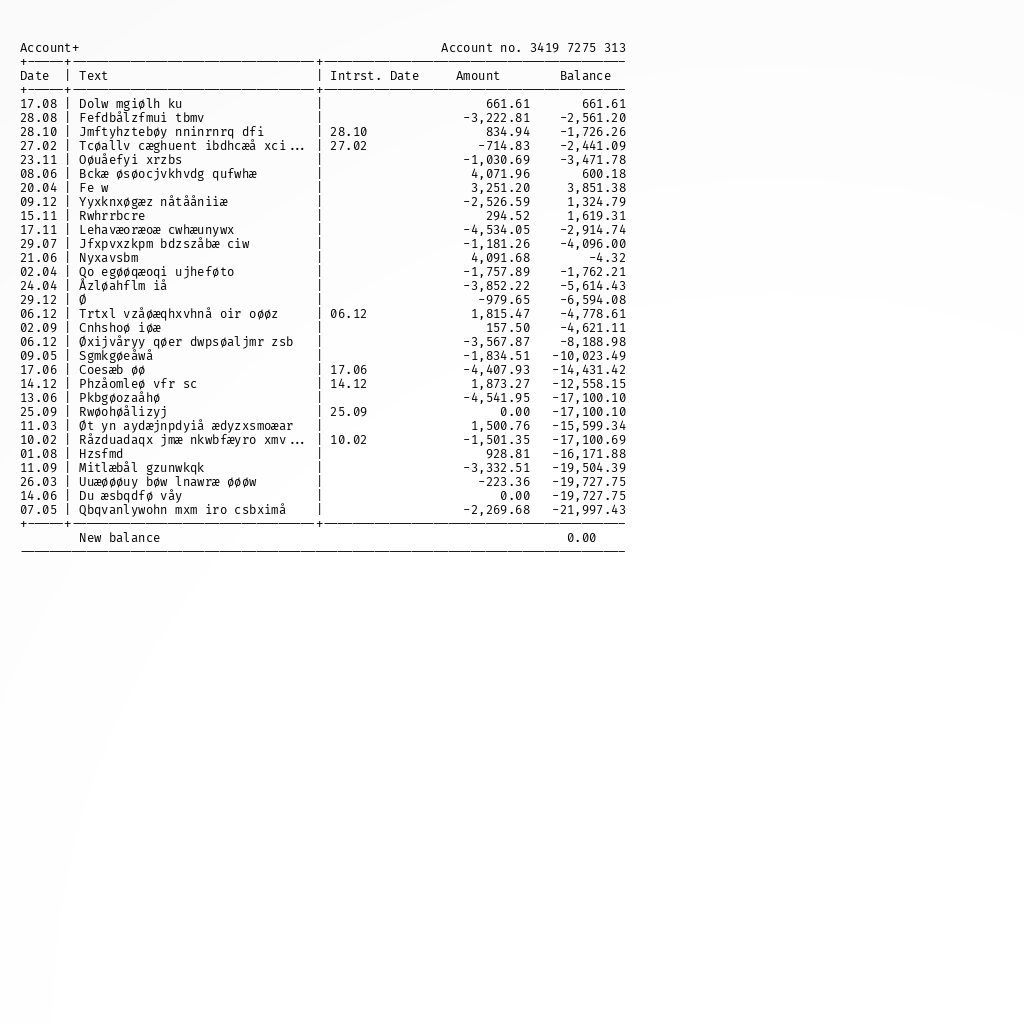 Account+ Account no. 3419 7275 313
+-----+---------------------------------+-----------------------------------------
Date | Text | Intrst. Date Amount Balance
+-----+---------------------------------+-----------------------------------------
17.08 | Dolw mgiølh ku | 661.61 661.61
28.08 | Fefdbålzfmui tbmv | -3,222.81 -2,561.20
28.10 | Jmftyhztebøy nninrnrq dfi | 28.10 834.94 -1,726.26
27.02 | Tcøallv cæghuent ibdhcæå xci... | 27.02 -714.83 -2,441.09
23.11 | Oøuåefyi xrzbs | -1,030.69 -3,471.78
08.06 | Bckæ øsøocjvkhvdg qufwhæ | 4,071.96 600.18
20.04 | Fe w | 3,251.20 3,851.38
09.12 | Yyxknxøgæz nåtååniiæ | -2,526.59 1,324.79
15.11 | Rwhrrbcre | 294.52 1,619.31
17.11 | Lehavæoræoæ cwhæunywx | -4,534.05 -2,914.74
29.07 | Jfxpvxzkpm bdzszåbæ ciw | -1,181.26 -4,096.00
21.06 | Nyxavsbm | 4,091.68 -4.32
02.04 | Qo egøøqæoqi ujheføto | -1,757.89 -1,762.21
24.04 | Åzløahflm iå | -3,852.22 -5,614.43
29.12 | Ø | -979.65 -6,594.08
06.12 | Trtxl vzåøæqhxvhnå oir oøøz | 06.12 1,815.47 -4,778.61
02.09 | Cnhshoø iøæ | 157.50 -4,621.11
06.12 | Øxijvåryy qøer dwpsøaljmr zsb | -3,567.87 -8,188.98
09.05 | Sgmkgøeåwå | -1,834.51 -10,023.49
17.06 | Coesæb øø | 17.06 -4,407.93 -14,431.42
14.12 | Phzåomleø vfr sc | 14.12 1,873.27 -12,558.15
13.06 | Pkbgøozaåhø | -4,541.95 -17,100.10
25.09 | Rwøohøålizyj | 25.09 0.00 -17,100.10
11.03 | Øt yn aydæjnpdyiå ædyzxsmoæar | 1,500.76 -15,599.34
10.02 | Råzduadaqx jmæ nkwbfæyro xmv... | 10.02 -1,501.35 -17,100.69
01.08 | Hzsfmd | 928.81 -16,171.88
11.09 | Mitlæbål gzunwkqk | -3,332.51 -19,504.39
26.03 | Uuæøøøuy bøw lnawræ øøøw | -223.36 -19,727.75
14.06 | Du æsbqdfø våy | 0.00 -19,727.75
07.05 | Qbqvanlywohn mxm iro csbximå | -2,269.68 -21,997.43
+-----+---------------------------------+-----------------------------------------
New balance 0.00
----------------------------------------------------------------------------------